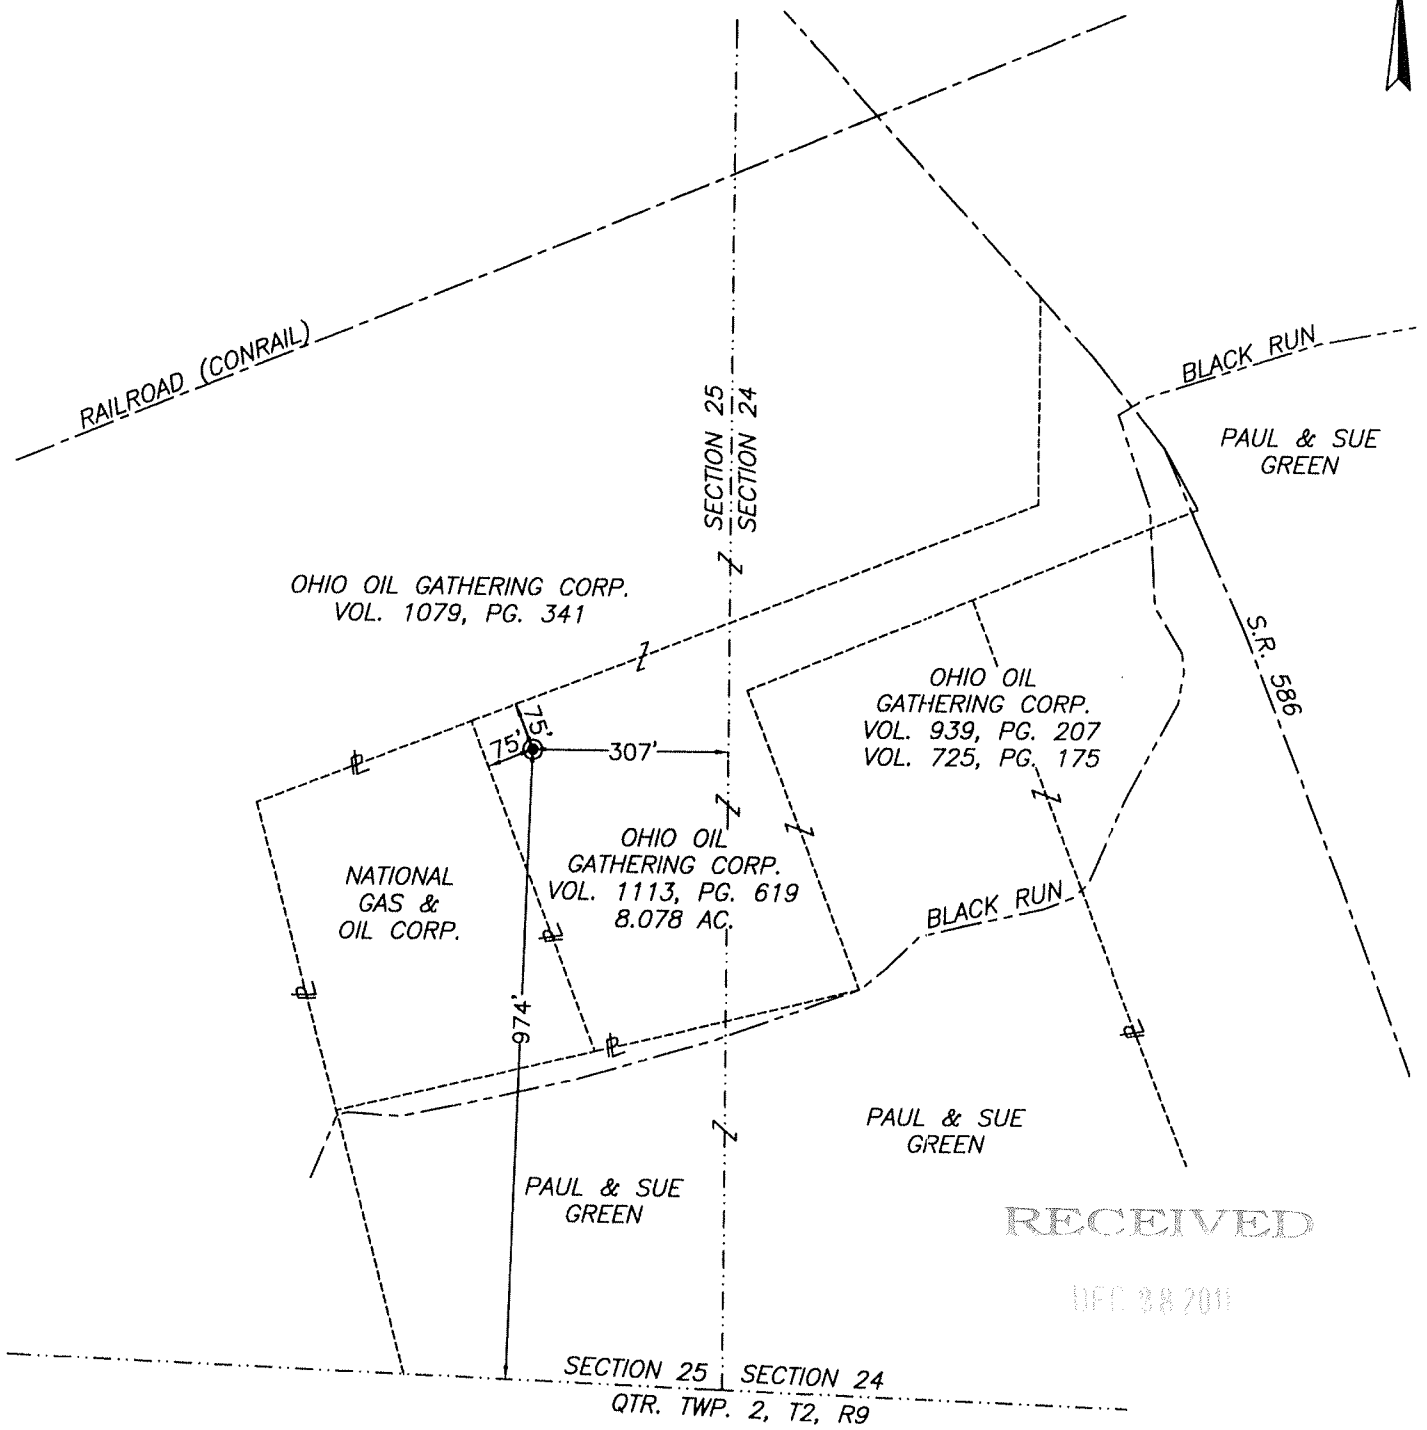 RAILROAD (CONRAIL)
BLACK RUN
SECTION 25
SECTION 24
PAUL & SUE
GREEN
OHIO OIL GATHERING CORP.
VOL. 1079, PG. 341
S.R. 586
OHIO OIL
GATHERING CORP.
VOL. 939, PG. 207
VOL. 725, PG. 175
75'
75'
307'
OHIO OIL
GATHERING CORP.
VOL. 1113, PG. 619
8.078 AC.
NATIONAL
GAS &
OIL CORP.
BLACK RUN
974'
PAUL & SUE
GREEN
PAUL & SUE
GREEN
RECEIVED
DEC 2011
SECTION 25
SECTION 24
QTR. TWP. 2, T2, R9